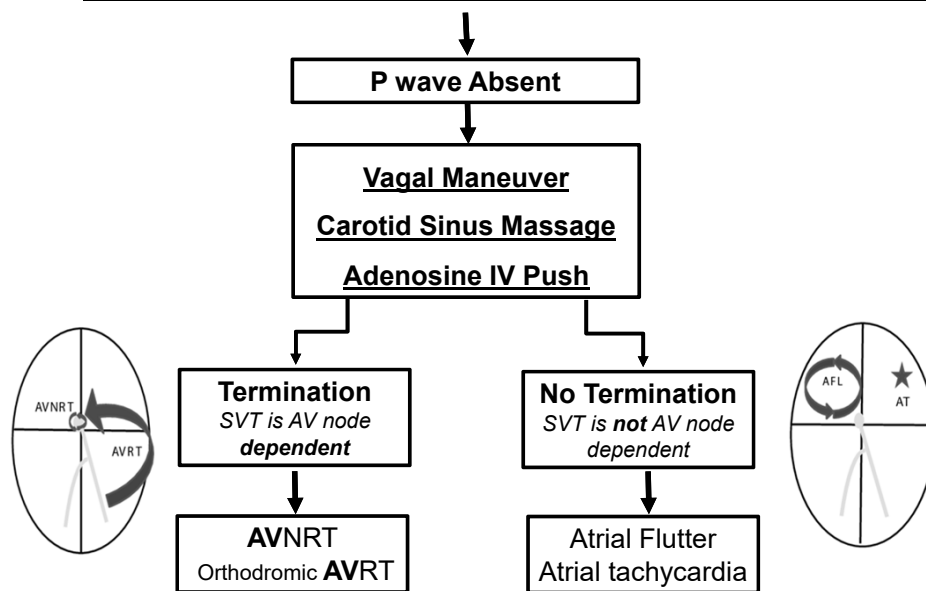 P wave Absent
Vagal Maneuver
Carotid Sinus Massage
Adenosine IV Push
AVNRT
AVRT
Termination
SVT is AV node
dependent
No Termination
SVT is not AV node
dependent
AFL
AT
AVNRT
Orthodromic AVRT
Atrial Flutter
Atrial tachycardia